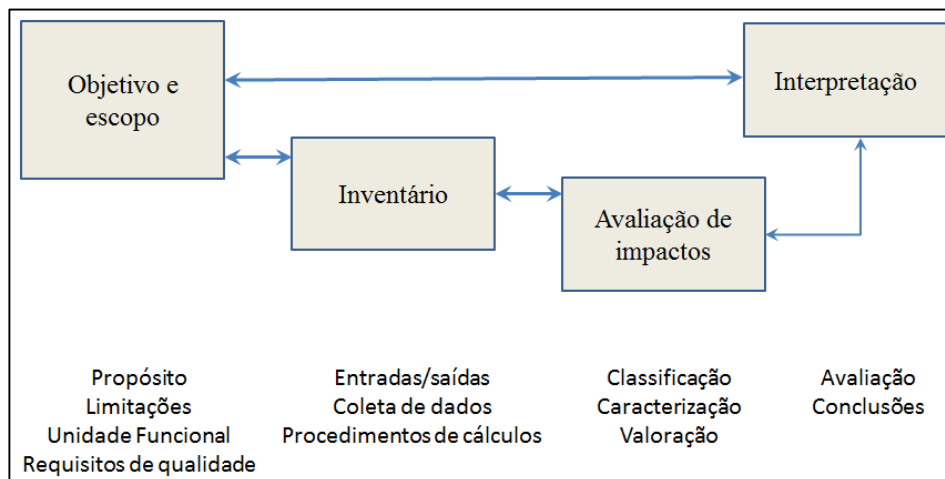 Objetivo e
escopo
Interpretação
Inventário
Avaliação de
impactos
Propósito
Limitações
Unidade Funcional
Requisitos de qualidade
Entradas/saídas
Coleta de dados
Procedimentos de cálculos
Classificação
Caracterização
Valoração
Avaliação
Conclusões